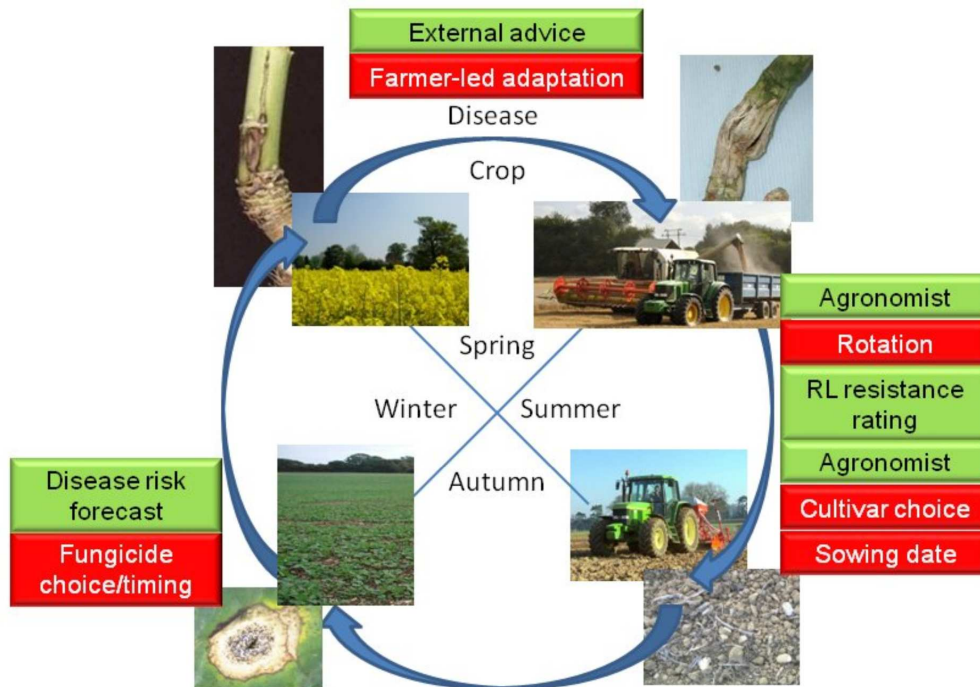 External advice
Farmer-led adaptation
Disease
Crop
Agronomist
Rotation
RL resistance
rating
Agronomist
Cultivar choice
Sowing date
Spring
Winter
Summer
Autumn
Disease risk
forecast
Fungicide
choice/timing